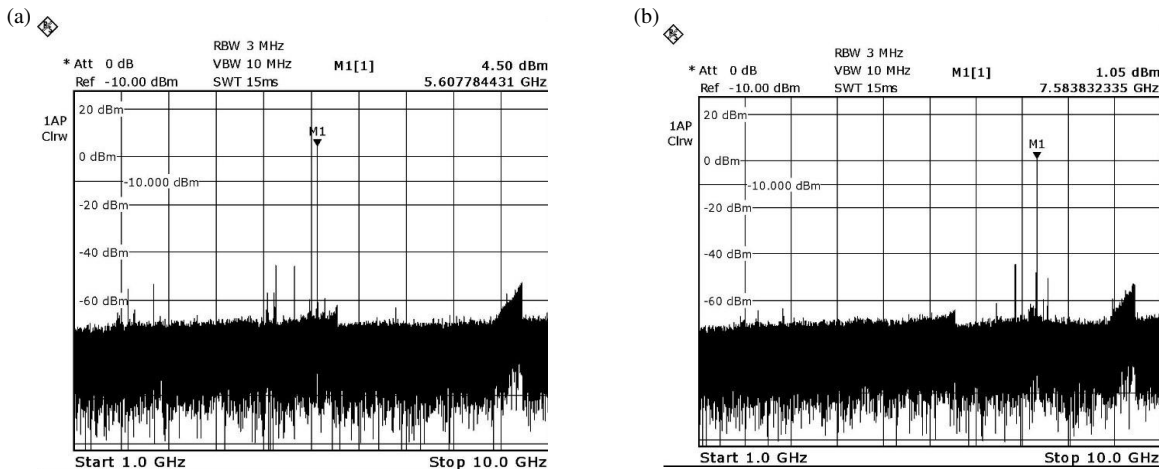 (a)
RBW 3 MHz
* Att 0 dB VBW 10 MHz M1[1] 4.50 dBm
Ref -10.00 dBm SWT 15ms 5.607784431 GHz
20 dBm
1AP
Clrw
M1
0 dBm
-10.000 dBm
-20 dBm
-40 dBm
-60 dBm
Start 1.0 GHz Stop 10.0 GHz
(b)
RBW 3 MHz
* Att 0 dB VBW 10 MHz M1[1] 1.05 dBm
Ref -10.00 dBm SWT 15ms 7.583832335 GHz
20 dBm
1AP
Clrw
M1
0 dBm
-10.000 dBm
-20 dBm
-40 dBm
-60 dBm
Start 1.0 GHz Stop 10.0 GHz